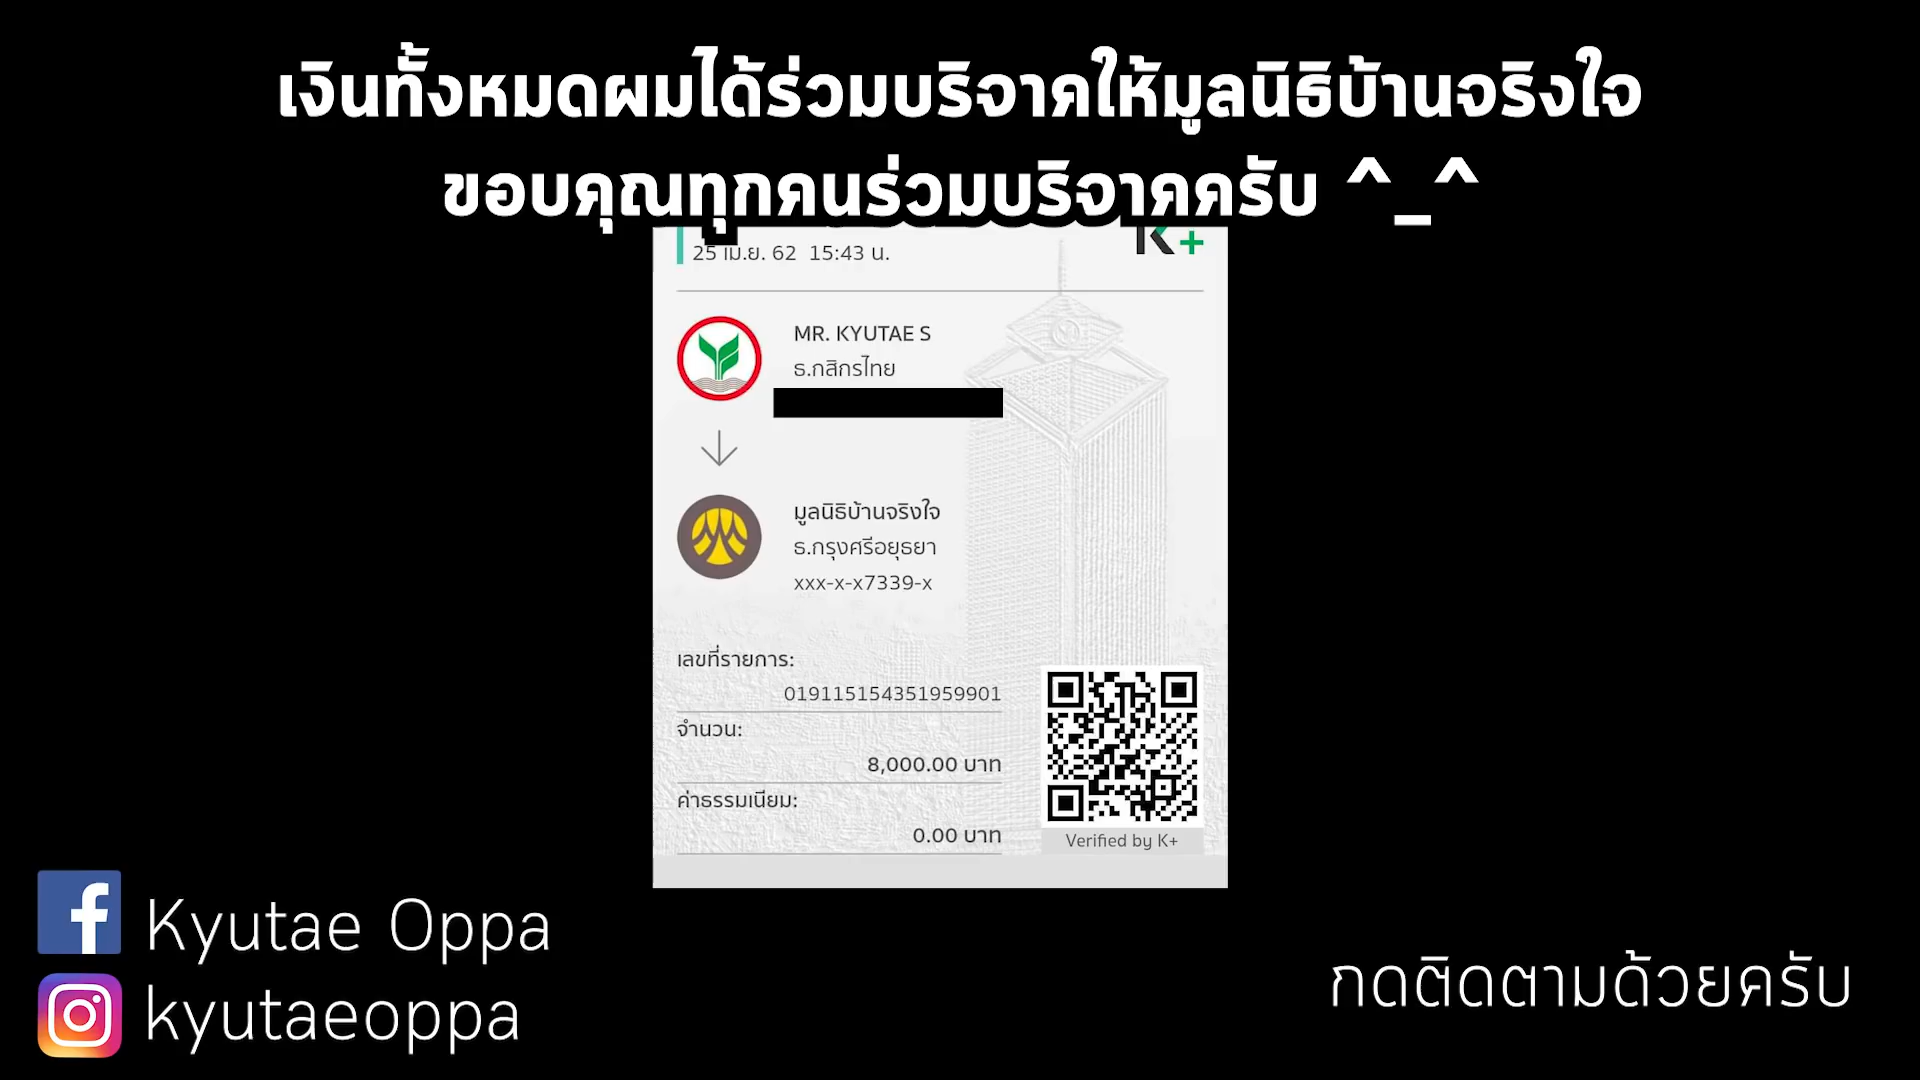 เงินทั้งหมดผมได้ร่วมบริจาคให้มูลนิธิบ้านจริงใจ
ขอบคุณทุกคนร่วมบริจาคครับ ^_^
25 เม.ย. 62 15:43 น.
K+
MR. KYUTAE S
ธ.กสิกรไทย
มูลนิธิบ้านจริงใจ
ธ.กรุงศรีอยุธยา
xxx-x-x7339-x
เลขที่รายการ:
019115154351959901
จำนวน:
8,000.00 บาท
ค่าธรรมเนียม:
0.00 บาท
Verified by K+
Kyutae Oppa
kyutaeoppa
กดติดตามด้วยครับ